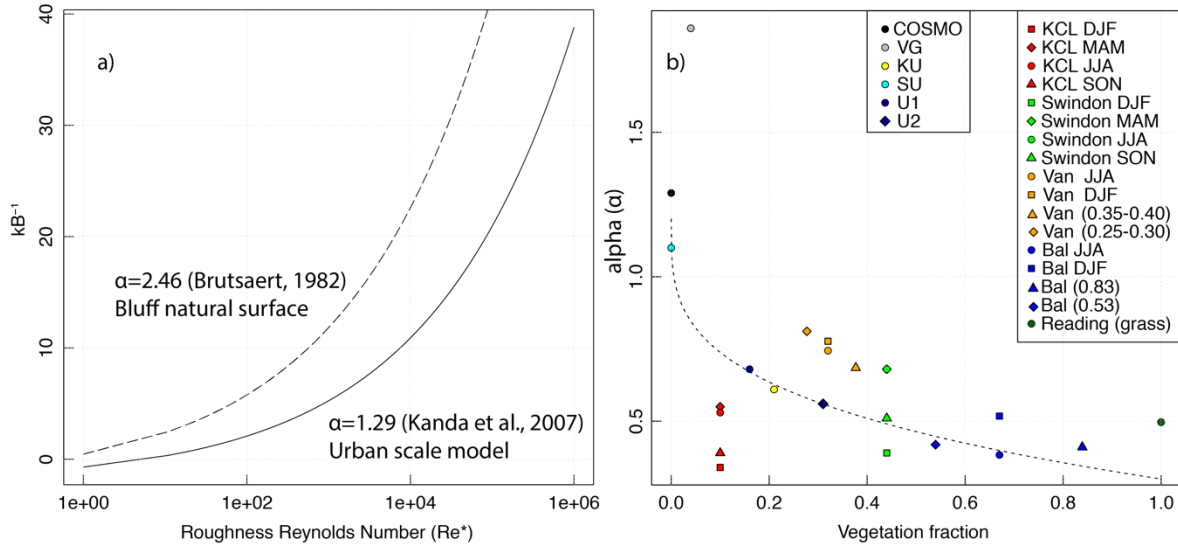 a)
40
30
20
10
0
kB⁻¹
α=2.46 (Brutsaert, 1982)
Bluff natural surface
α=1.29 (Kanda et al., 2007)
Urban scale model
1e+00
1e+02
1e+04
1e+06
Roughness Reynolds Number (Re*)
b)
COSMO
VG
KU
SU
U1
U2
KCL DJF
KCL MAM
KCL JJA
KCL SON
Swindon DJF
Swindon MAM
Swindon JJA
Swindon SON
Van JJA
Van DJF
Van (0.35-0.40)
Van (0.25-0.30)
Bal JJA
Bal DJF
Bal (0.83)
Bal (0.53)
Reading (grass)
1.5
1.0
0.5
alpha (α)
0.0
0.2
0.4
0.6
0.8
1.0
Vegetation fraction